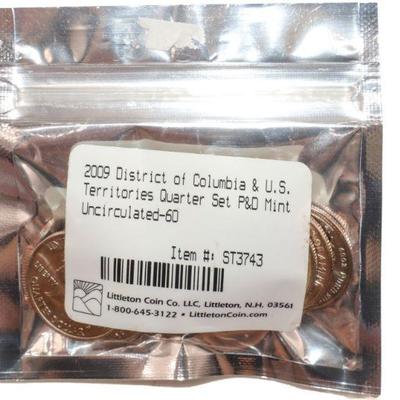 2009 District of Columbia & U.S.
Territories Quarter Set P&D Mint
Uncirculated-60
Item #: ST3743
Littleton Coin Co. LLC, Littleton, N.H. 03561
1-800-645-3122 • LittletonCoin.com